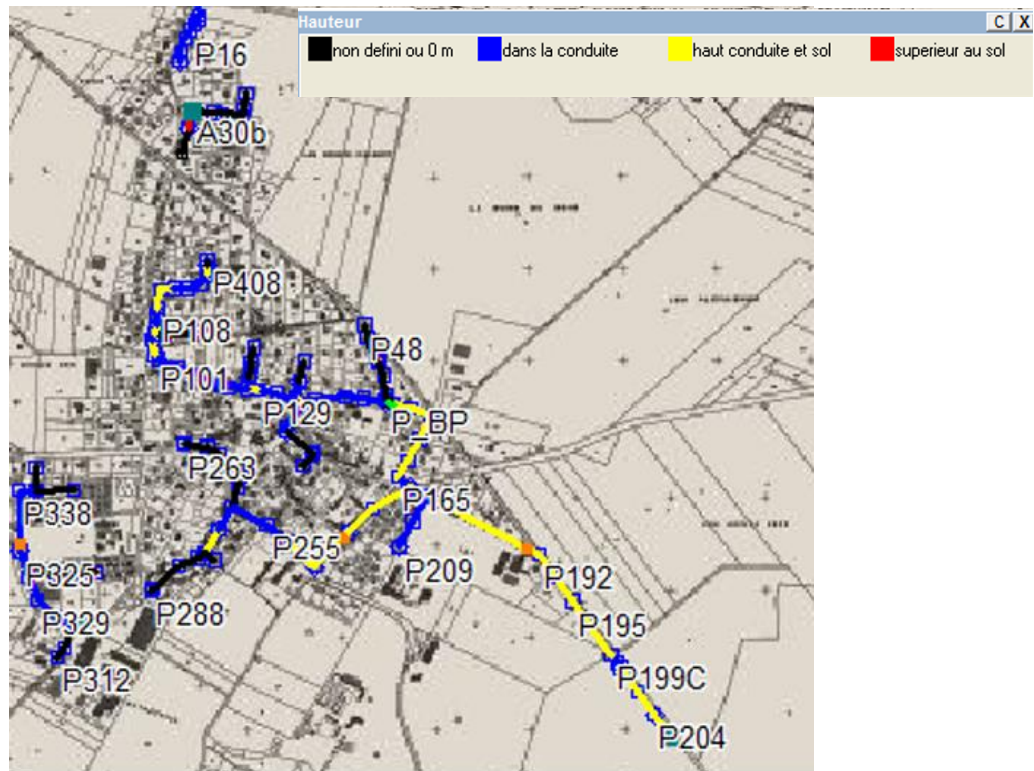 Hauteur
C X
non defini ou 0 m
dans la conduite
haut conduite et sol
superieur au sol
P16
A30b
P408
P108
P48
P101
P129
P_BP
P263
P165
P338
P255
P209
P192
P325
P288
P195
P329
P199C
P312
P204